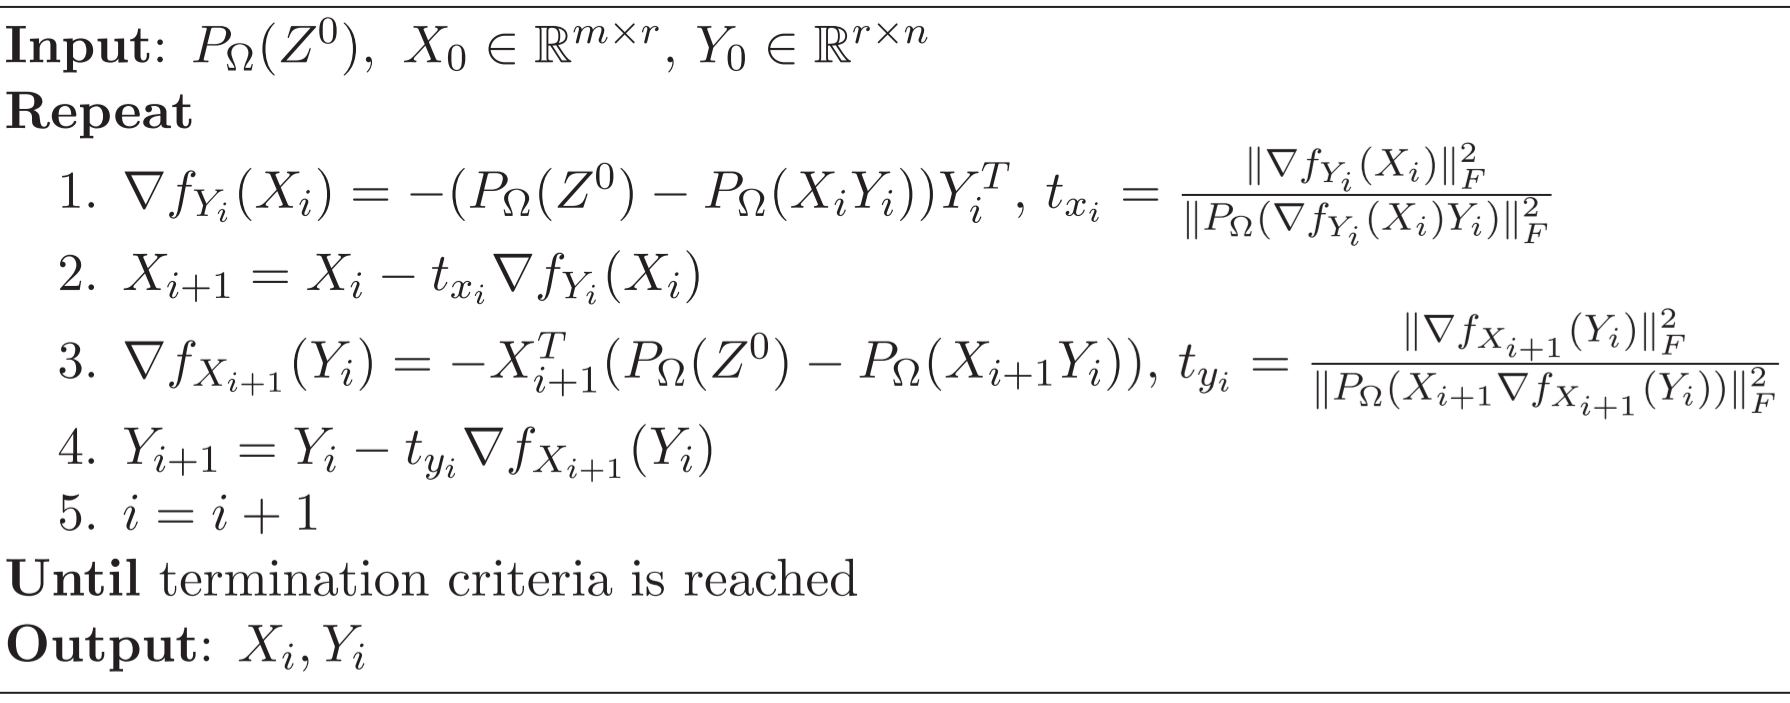 Input: $P_{\Omega}(Z^0),\ X_0 \in \mathbb{R}^{m \times r}, Y_0 \in \mathbb{R}^{r \times n}$
Repeat
1. $\nabla f_{Y_i}(X_i) = -(P_{\Omega}(Z^0) - P_{\Omega}(X_i Y_i))Y_i^T,\ t_{x_i} = \frac{\|\nabla f_{Y_i}(X_i)\|_F^2}{\|P_{\Omega}(\nabla f_{Y_i}(X_i)Y_i)\|_F^2}$
2. $X_{i+1} = X_i - t_{x_i} \nabla f_{Y_i}(X_i)$
3. $\nabla f_{X_{i+1}}(Y_i) = -X_{i+1}^T(P_{\Omega}(Z^0) - P_{\Omega}(X_{i+1} Y_i)),\ t_{y_i} = \frac{\|\nabla f_{X_{i+1}}(Y_i)\|_F^2}{\|P_{\Omega}(X_{i+1} \nabla f_{X_{i+1}}(Y_i))\|_F^2}$
4. $Y_{i+1} = Y_i - t_{y_i} \nabla f_{X_{i+1}}(Y_i)$
5. $i = i + 1$
Until termination criteria is reached
Output: $X_i, Y_i$